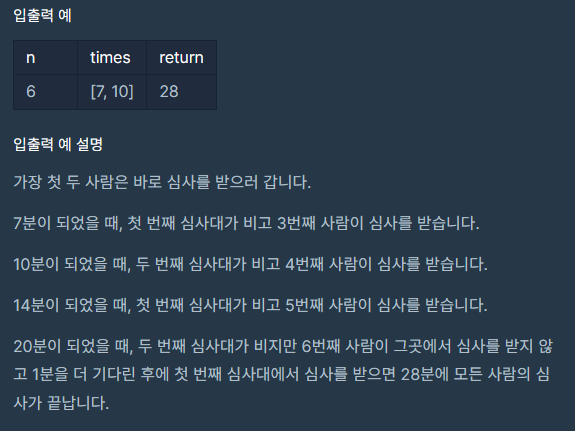 입출력 예
n times return
6 [7, 10] 28
입출력 예 설명
가장 첫 두 사람은 바로 심사를 받으러 갑니다.
7분이 되었을 때, 첫 번째 심사대가 비고 3번째 사람이 심사를 받습니다.
10분이 되었을 때, 두 번째 심사대가 비고 4번째 사람이 심사를 받습니다.
14분이 되었을 때, 첫 번째 심사대가 비고 5번째 사람이 심사를 받습니다.
20분이 되었을 때, 두 번째 심사대가 비지만 6번째 사람이 그곳에서 심사를 받지 않
고 1분을 더 기다린 후에 첫 번째 심사대에서 심사를 받으면 28분에 모든 사람의 심
사가 끝납니다.